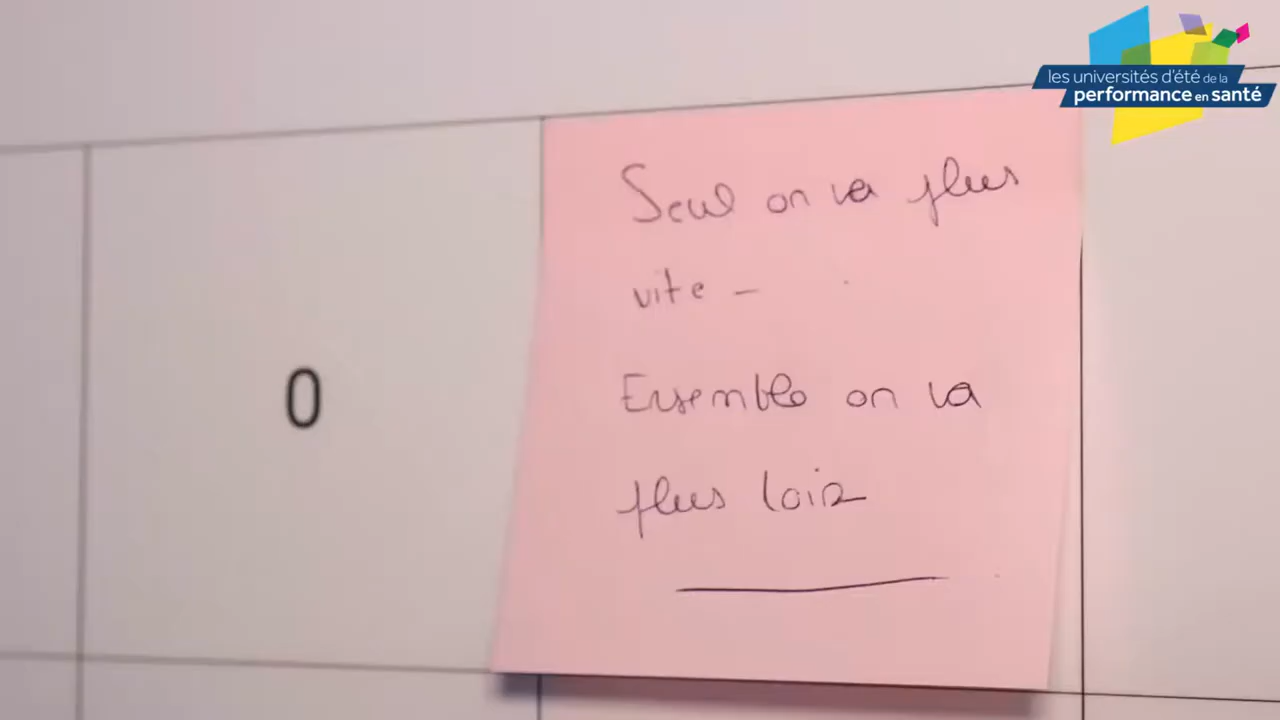 les universités d'été de la
performance en santé
Seul on va plus
vite -
Ensemble on va
plus loin
0